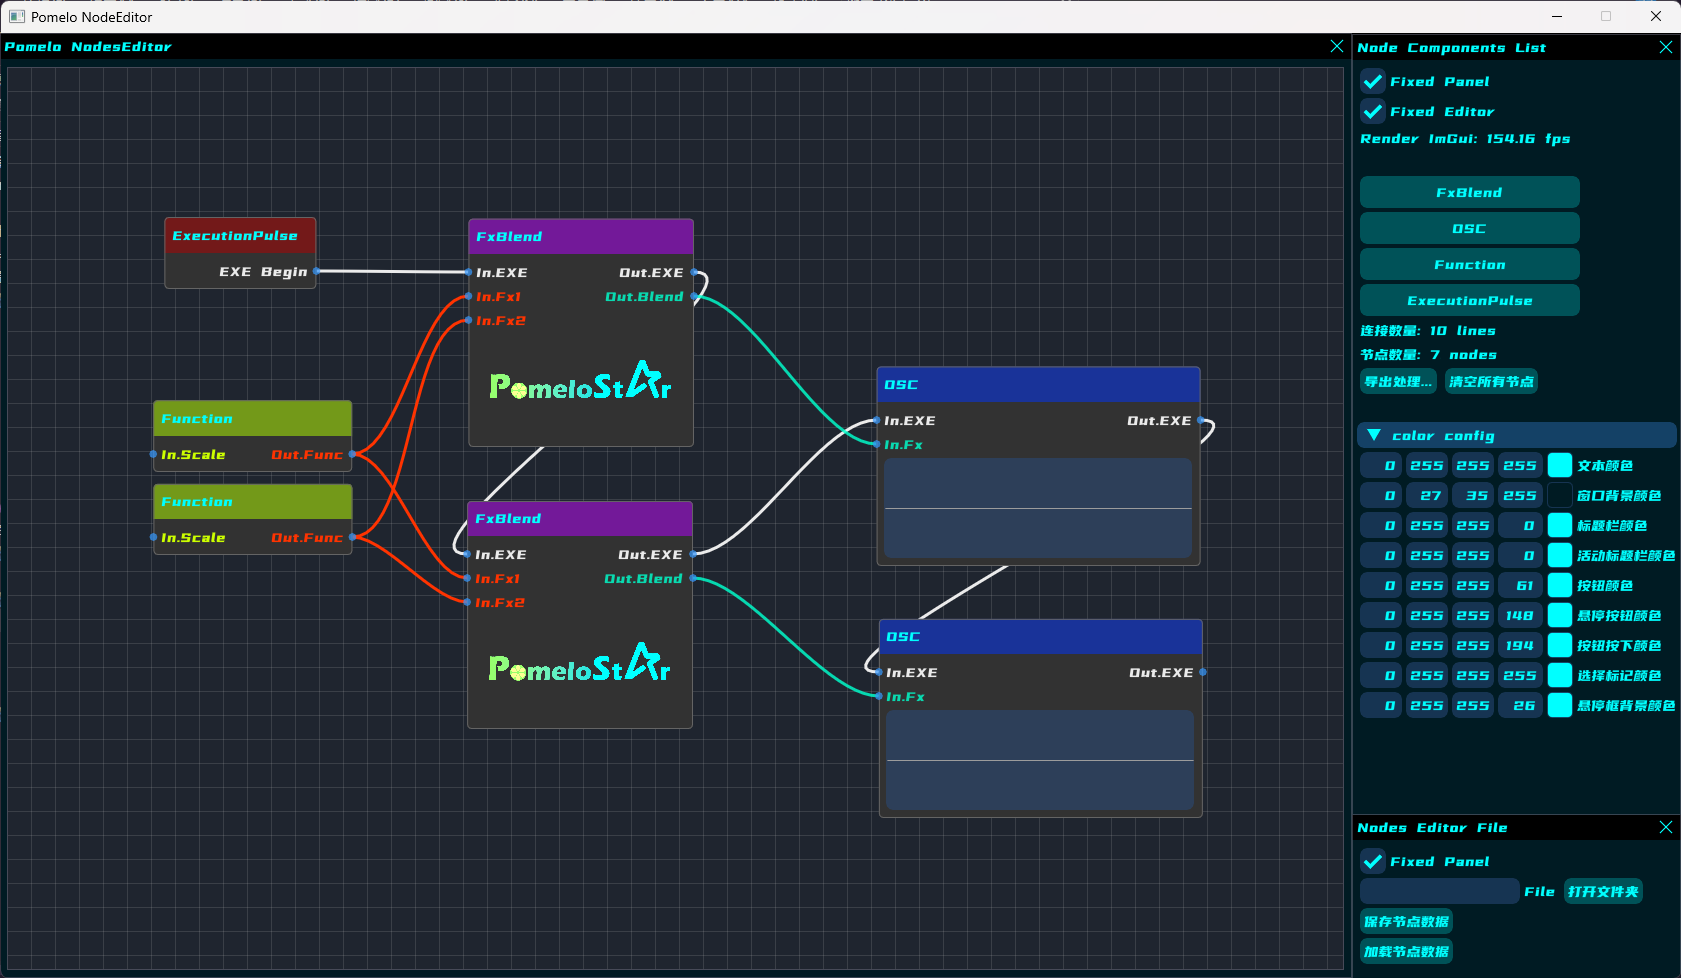 Pomelo NodeEditor
Pomelo NodesEditor
ExecutionPulse
EXE Begin
FxBlend
In.EXE Out.EXE
In.Fx1 Out.Blend
In.Fx2
PomeloStAr
Function
In.Scale Out.Func
Function
In.Scale Out.Func
FxBlend
In.EXE Out.EXE
In.Fx1 Out.Blend
In.Fx2
PomeloStAr
OSC
In.EXE Out.EXE
In.Fx
OSC
In.EXE Out.EXE
In.Fx
Node Components List
Fixed Panel
Fixed Editor
Render ImGui: 154.16 fps
FxBlend
OSC
Function
ExecutionPulse
连接数量: 10 lines
节点数量: 7 nodes
导出处理... 清空所有节点
color config
0 255 255 255 文本颜色
0 27 35 255 窗口背景颜色
0 255 255 0 标题栏颜色
0 255 255 0 活动标题栏颜色
0 255 255 61 按钮颜色
0 255 255 148 悬停按钮颜色
0 255 255 194 按钮按下颜色
0 255 255 255 选择标记颜色
0 255 255 26 悬停框背景颜色
Nodes Editor File
Fixed Panel
File 打开文件夹
保存节点数据
加载节点数据